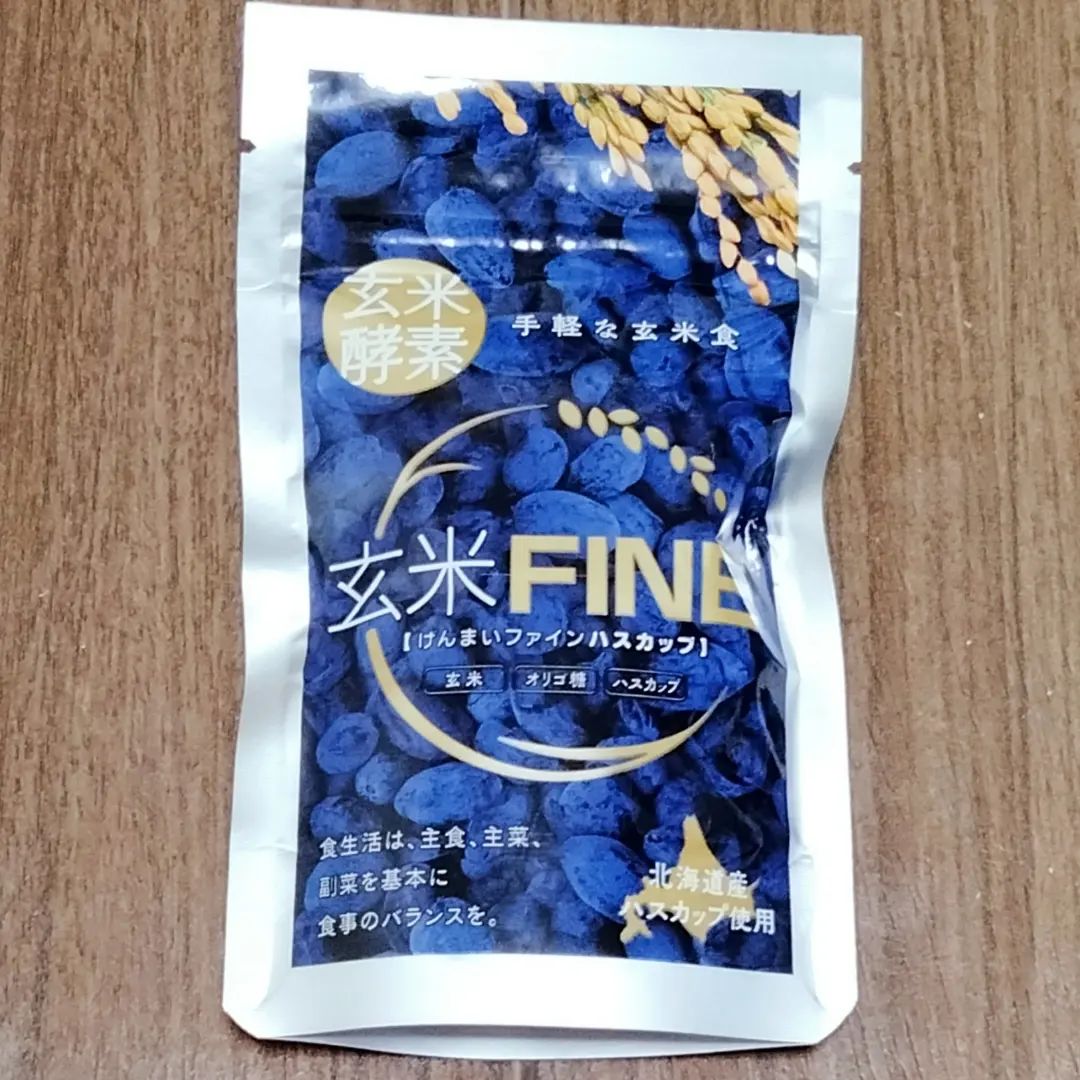 玄米
酵素
手軽な玄米食
玄米FINE
【げんまいファインハスカップ】
玄米 オリゴ糖 ハスカップ
食生活は、主食、主菜、
副菜を基本に
食事のバランスを。
北海道産
ハスカップ使用